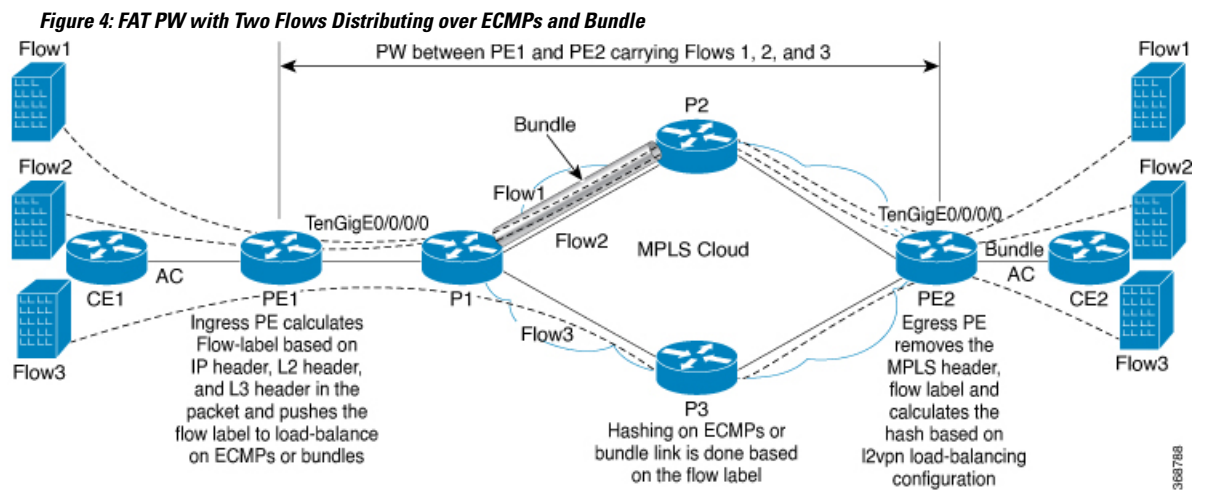 Figure 4: FAT PW with Two Flows Distributing over ECMPs and Bundle
Flow1
PW between PE1 and PE2 carrying Flows 1, 2, and 3
Flow1
P2
Bundle
Flow2
Flow2
Flow1
TenGigE0/0/0/0
TenGigE0/0/0/0
Flow2
MPLS Cloud
Bundle
AC
AC
CE1
PE1
P1
PE2
CE2
Flow3
Flow3
Flow3
Ingress PE calculates
Flow-label based on
IP header, L2 header,
and L3 header in the
packet and pushes the
flow label to load-balance
on ECMPs or bundles
P3
Hashing on ECMPs or
bundle link is done based
on the flow label
Egress PE
removes the
MPLS header,
flow label and
calculates the
hash based on
l2vpn load-balancing
configuration
368788